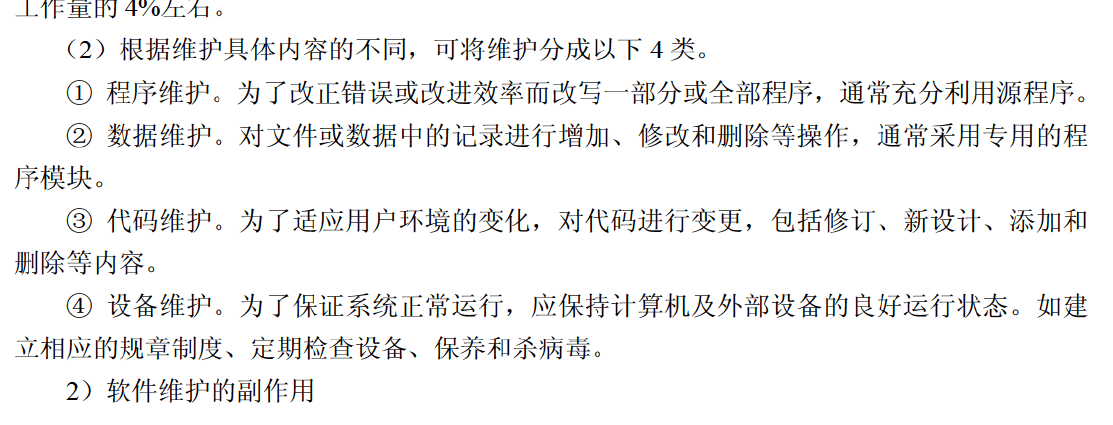 工作量的 4%左右。
（2）根据维护具体内容的不同，可将维护分成以下 4 类。
① 程序维护。为了改正错误或改进效率而改写一部分或全部程序，通常充分利用源程序。
② 数据维护。对文件或数据中的记录进行增加、修改和删除等操作，通常采用专用的程
序模块。
③ 代码维护。为了适应用户环境的变化，对代码进行变更，包括修订、新设计、添加和
删除等内容。
④ 设备维护。为了保证系统正常运行，应保持计算机及外部设备的良好运行状态。如建
立相应的规章制度、定期检查设备、保养和杀病毒。
2）软件维护的副作用